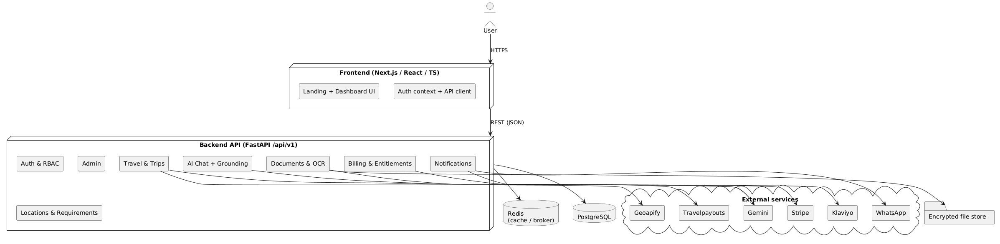 User
HTTPS
Frontend (Next.js / React / TS)
Landing + Dashboard UI
Auth context + API client
REST (JSON)
Backend API (FastAPI /api/v1)
Auth & RBAC
Admin
Travel & Trips
AI Chat + Grounding
Documents & OCR
Billing & Entitlements
Notifications
Locations & Requirements
Redis
(cache / broker)
PostgreSQL
External services
Geoapify
Travelpayouts
Gemini
Stripe
Klaviyo
WhatsApp
Encrypted file store